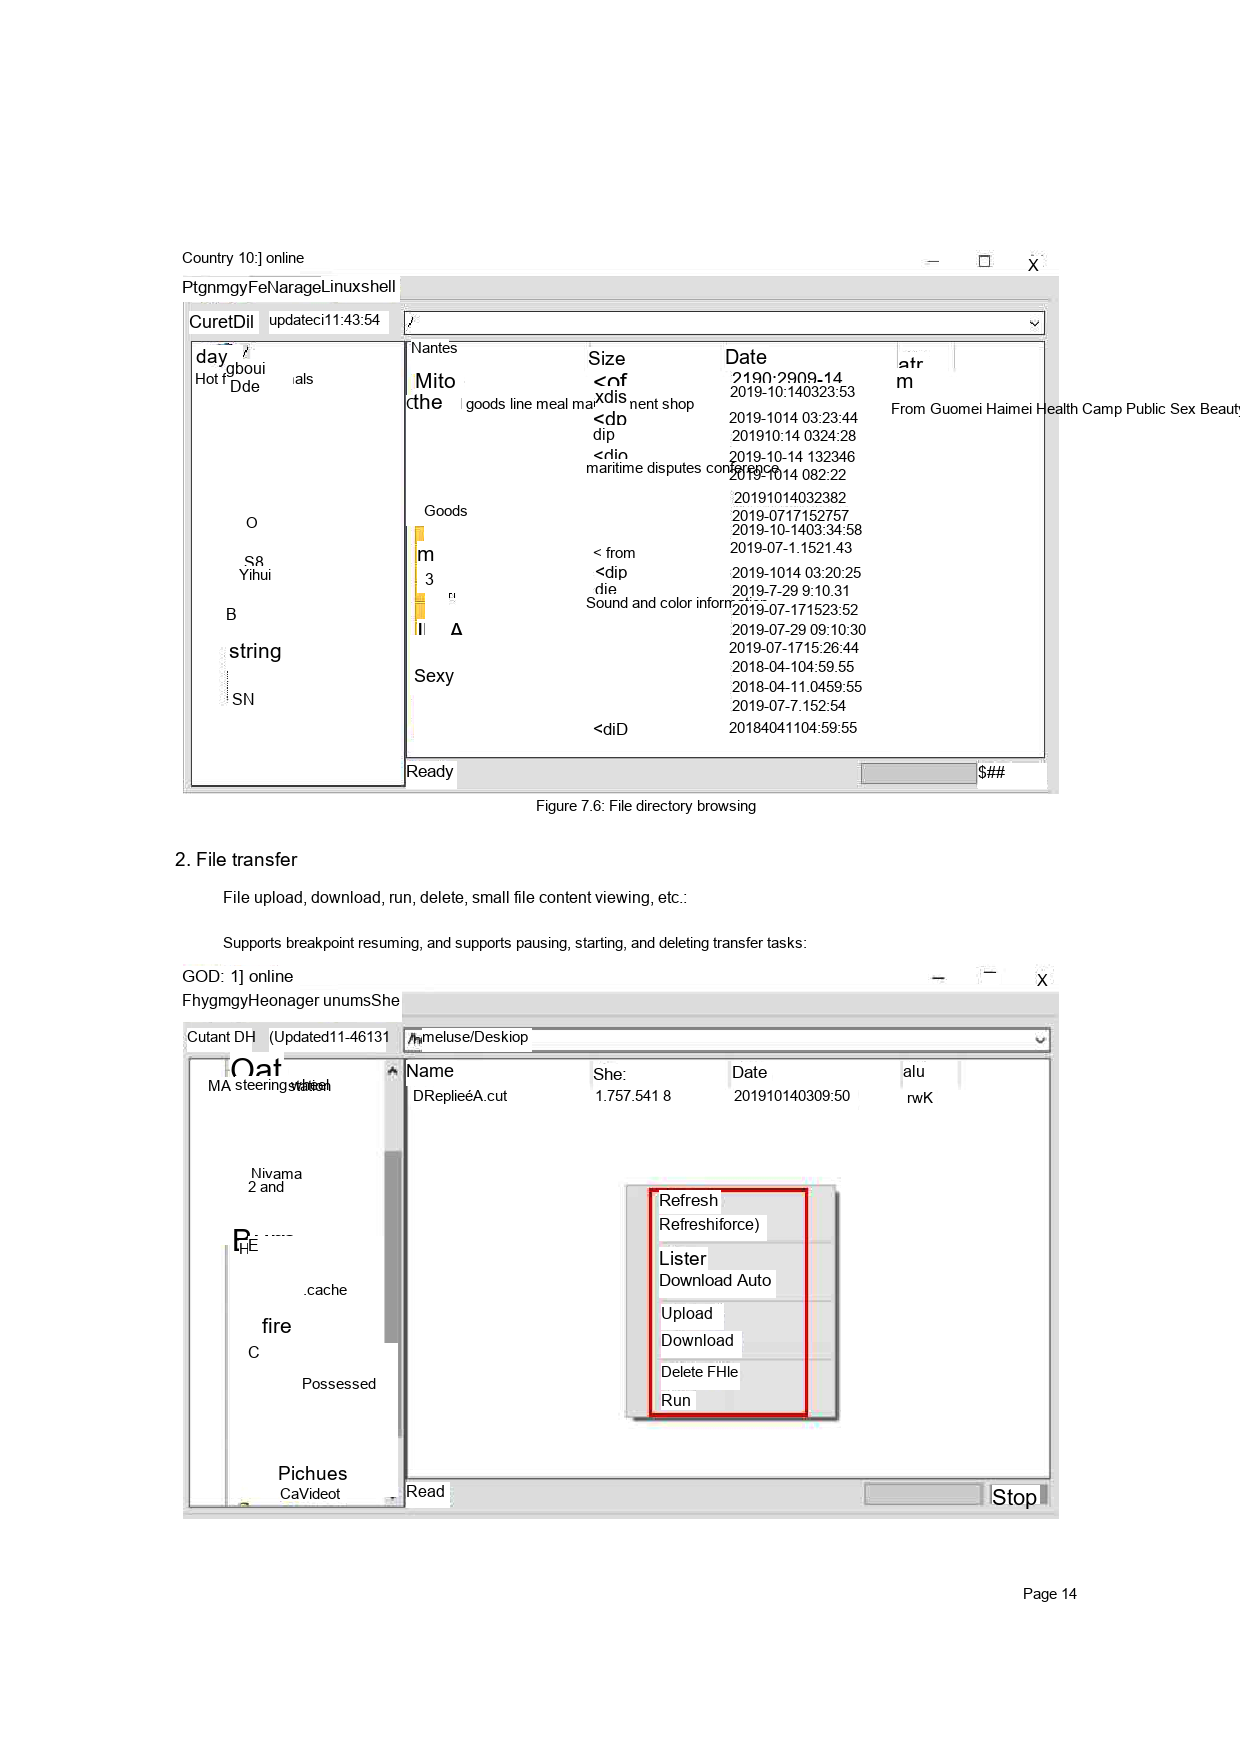 Country 10:] online
X
PtgnmgyFeNarageLinuxshell
CuretDil updateci11:43:54 /
day
gboui
Hot f als
Dde
Nantes Size Date atr
Mito <of 2190:2909-14 m
xdis 2019-10:140323:53
the goods line meal ma ment shop From Guomei Haimei Health Camp Public Sex Beauty
<dp 2019-1014 03:23:44
dip 201910:14 0324:28
<dio 2019-10-14 132346
maritime disputes conference
2019-1014 082:22
20191014032382
Goods 2019-0717152757
O 2019-10-1403:34:58
m < from 2019-07-1.1521.43
S8
Yihui 3 <dip 2019-1014 03:20:25
die 2019-7-29 9:10.31
Sound and color information
B 2019-07-171523:52
A 2019-07-29 09:10:30
string 2019-07-1715:26:44
2018-04-104:59.55
Sexy 2018-04-11.0459:55
SN 2019-07-7.152:54
<diD 20184041104:59:55
Ready $##
Figure 7.6: File directory browsing
2. File transfer
File upload, download, run, delete, small file content viewing, etc.:
Supports breakpoint resuming, and supports pausing, starting, and deleting transfer tasks:
GOD: 1] online
X
FhygmgyHeonager unumsShe
Cutant DH (Updated11-46131 meluse/Deskiop
Oat
MA steering wheel
station
Name She: Date alu
DReplieéA.cut 1.757.541 8 201910140309:50 rwK
Nivama
2 and
HE
.cache
fire
C
Possessed
Pichues
CaVideot
Refresh
Refreshiforce)
Lister
Download Auto
Upload
Download
Delete FHle
Run
Read Stop
Page 14